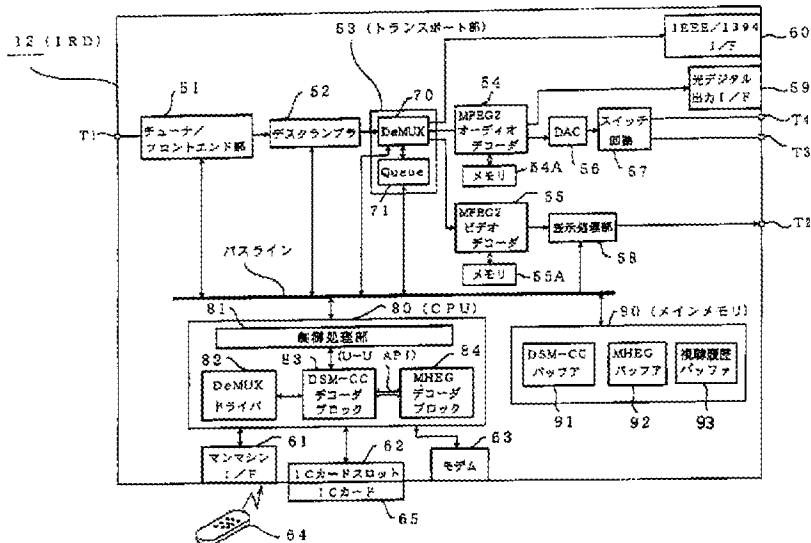 12 (IRD)
53 (トランスポート部)
IEEE/1394
I/F
60
51
52
70
54
光デジタル
出力 I/F
59
T1
チューナ/
フロントエンド部
デスクランブラ
DeMUX
MPEG2
オーディオ
デコーダ
DAC
スイッチ
回路
T4
T3
56
57
Queue
71
メモリ
54A
55
MPEG2
ビデオ
デコーダ
表示処理部
T2
58
メモリ
55A
バスライン
81
80 (CPU)
90 (メインメモリ)
制御処理部
82
83
(U-U API)
84
DeMUX
ドライバ
DSM-CC
デコーダ
ブロック
MHEG
デコーダ
ブロック
DSM-CC
バッファ
MHEG
バッファ
視聴履歴
バッファ
91
92
93
61
62
63
マンマシン
I/F
ICカードスロット
ICカード
モデム
64
65